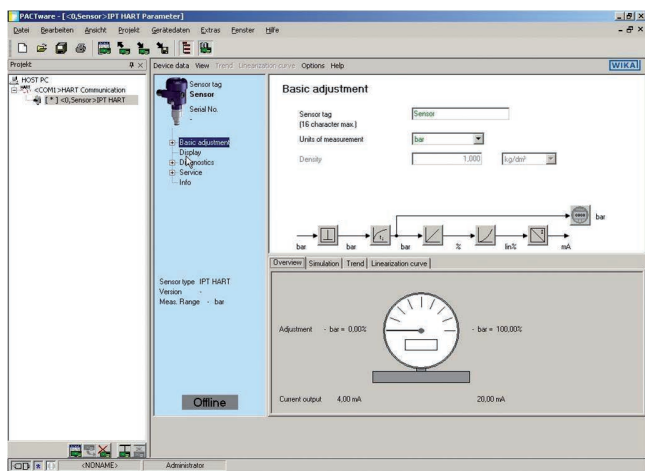 PACTware - [<0,Sensor>IPT HART Parameter]
Datei Bearbeiten Ansicht Projekt Gerätedaten Extras Fenster Hilfe
Projekt
HOST PC
<COM1>HART Communication
[ * ] <0,Sensor>IPT HART
Device data View Trend Linearization curve Options Help
WIKA
Sensor tag
Sensor
Serial No.
-
Basic adjustment
Display
Diagnostics
Service
Info
Sensor type IPT HART
Version -
Meas. Range - bar
Offline
Basic adjustment
Sensor tag
(16 character max.)
Sensor
Units of measurement
bar
Density
1,000
kg/dm³
bar
bar bar bar % lin% mA
Overview Simulation Trend Linearization curve
Adjustment - bar = 0,00%
- bar = 100,00%
Current output 4,00 mA
20,00 mA
<NONAME>
Administrator